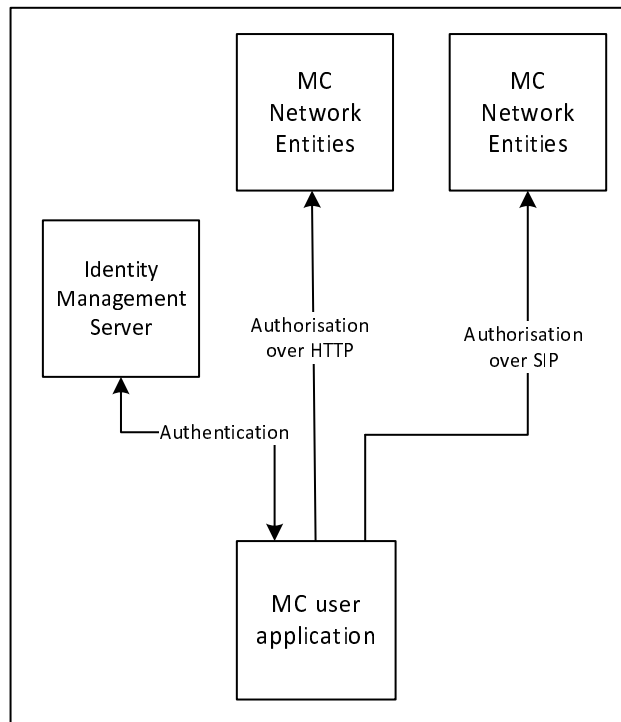 MC
Network
Entities
MC
Network
Entities
Identity
Management
Server
Authorisation
over HTTP
Authorisation
over SIP
Authentication
MC user
application